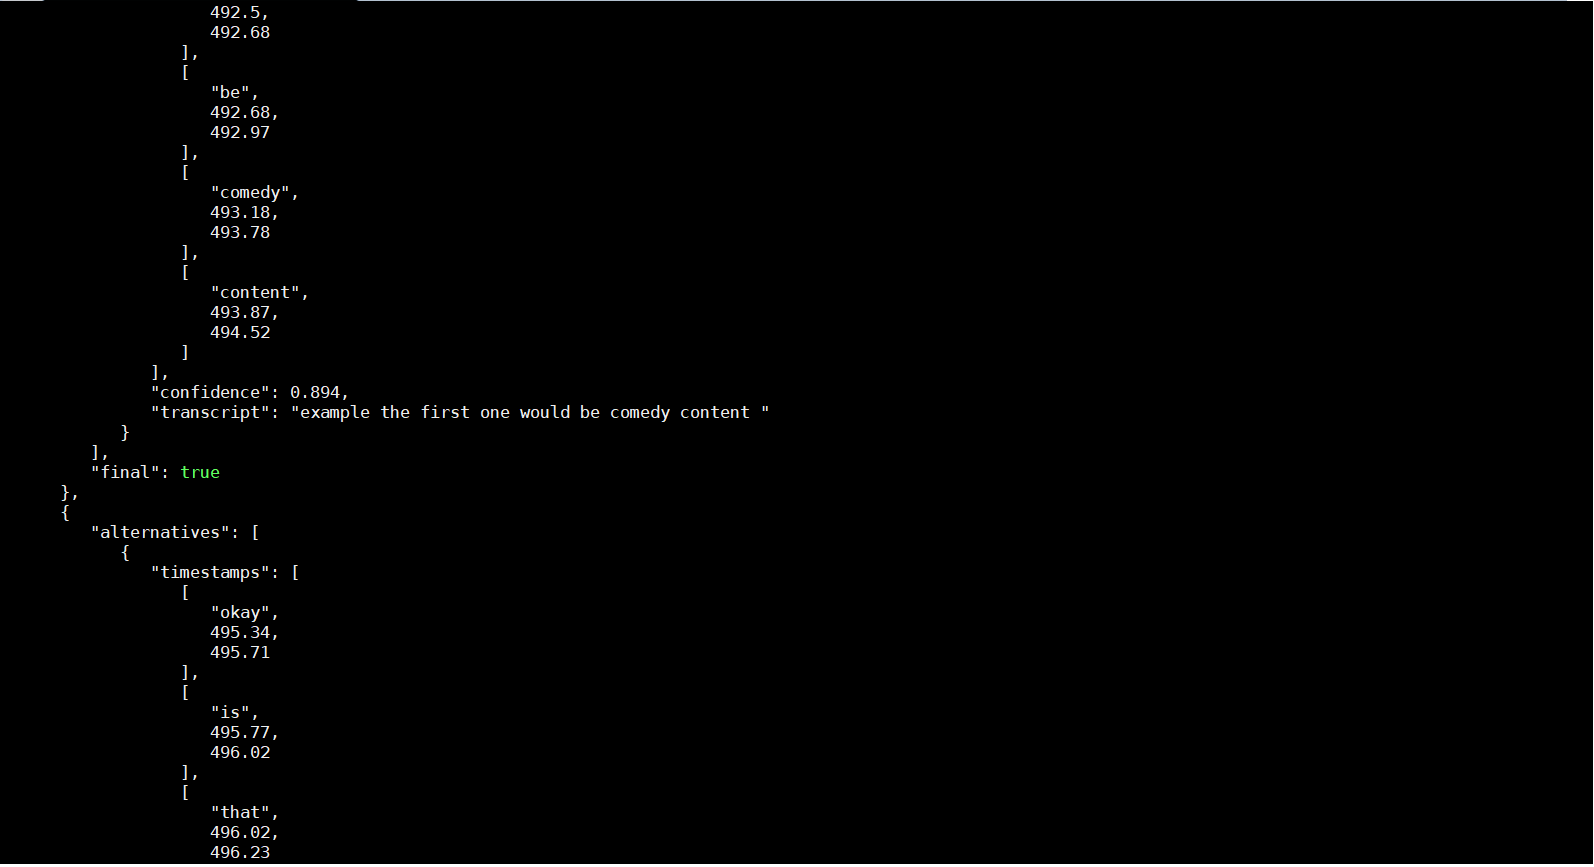 492.5,
492.68
],
[
"be",
492.68,
492.97
],
[
"comedy",
493.18,
493.78
],
[
"content",
493.87,
494.52
]
],
"confidence": 0.894,
"transcript": "example the first one would be comedy content "
}
],
"final": true
},
{
"alternatives": [
{
"timestamps": [
[
"okay",
495.34,
495.71
],
[
"is",
495.77,
496.02
],
[
"that",
496.02,
496.23